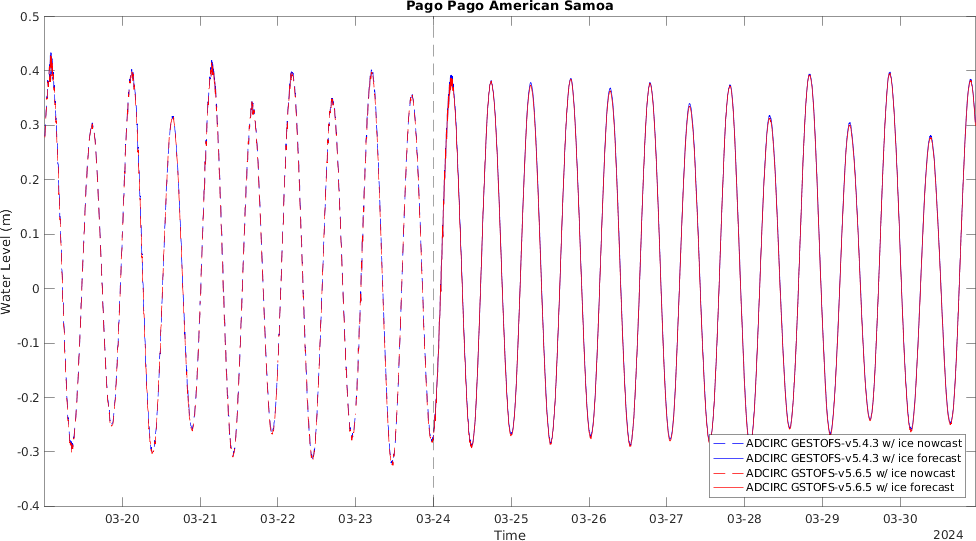 Pago Pago American Samoa
0.5
0.4
0.3
0.2
0.1
0
-0.1
-0.2
-0.3
-0.4
Water Level (m)
03-20 03-21 03-22 03-23 03-24 03-25 03-26 03-27 03-28 03-29 03-30
Time
2024
ADCIRC GESTOFS-v5.4.3 w/ ice nowcast
ADCIRC GESTOFS-v5.4.3 w/ ice forecast
ADCIRC GSTOFS-v5.6.5 w/ ice nowcast
ADCIRC GSTOFS-v5.6.5 w/ ice forecast